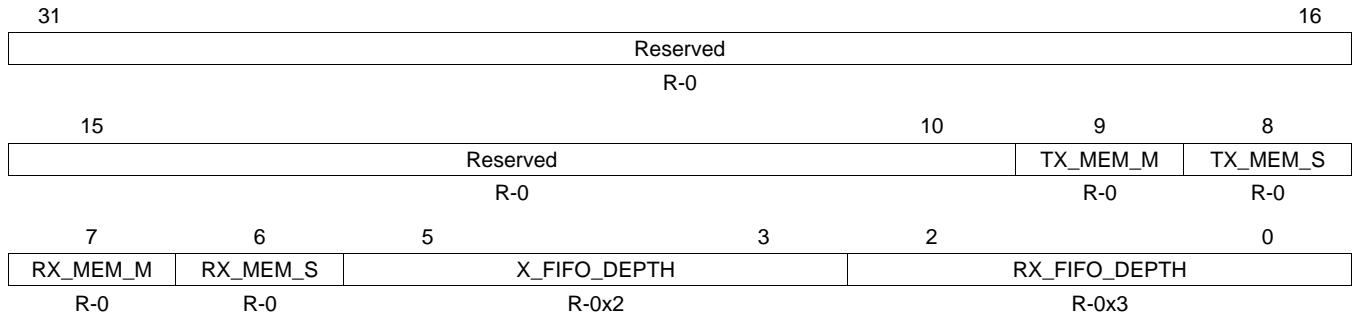 31 16
Reserved
R-0
15 10 9 8
Reserved TX_MEM_M TX_MEM_S
R-0 R-0 R-0
7 6 5 3 2 0
RX_MEM_M RX_MEM_S X_FIFO_DEPTH RX_FIFO_DEPTH
R-0 R-0 R-0x2 R-0x3